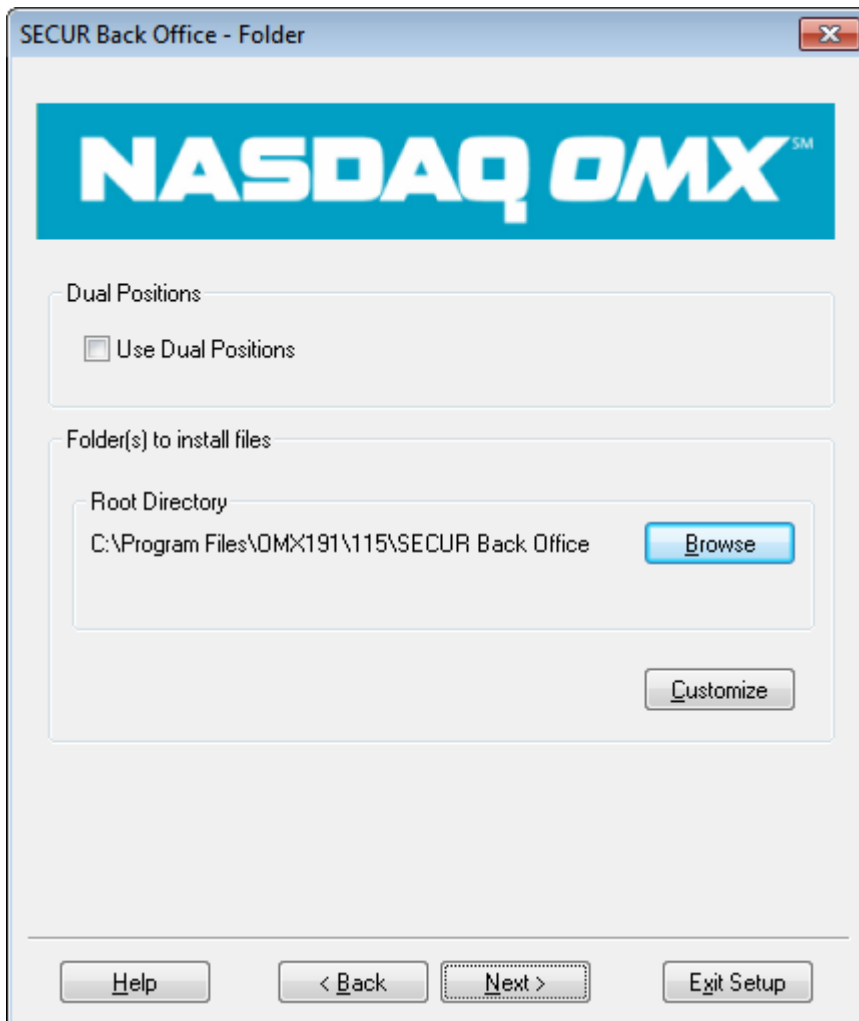 SECUR Back Office - Folder
NASDAQ OMX SM
Dual Positions
Use Dual Positions
Folder(s) to install files
Root Directory
C:\Program Files\OMX191\115\SECUR Back Office
Browse
Customize
Help
< Back
Next >
Exit Setup